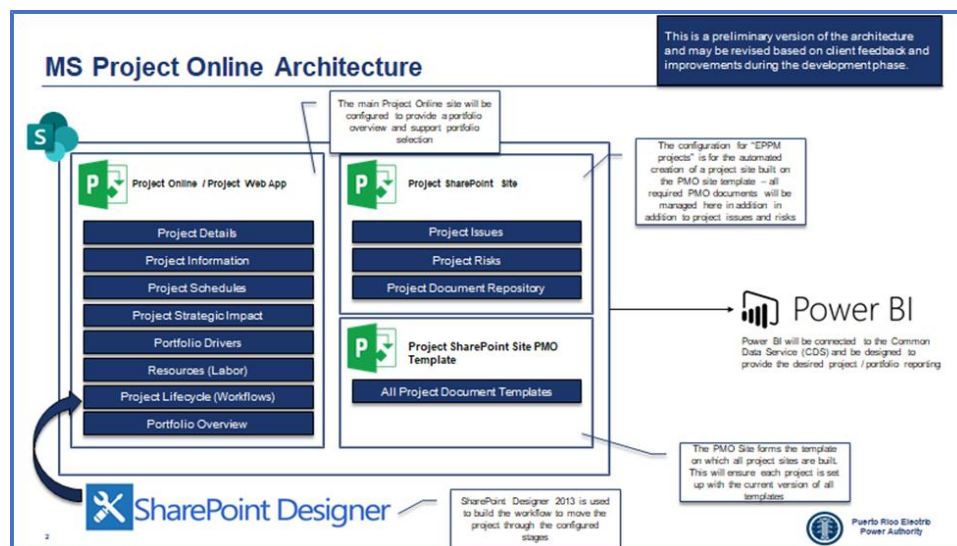 This is a preliminary version of the architecture
and may be revised based on client feedback and
improvements during the development phase.
MS Project Online Architecture
The main Project Online site will be
configured to provide a portfolio
overview and support portfolio
selection
The configuration for “EPPM
projects” is for the automated
creation of a project site built on
the PMO site template – all
required PMO documents will be
managed here in addition in
addition to project issues and risks
S
P
Project Online / Project Web App
Project Details
Project Information
Project Schedules
Project Strategic Impact
Portfolio Drivers
Resources (Labor)
Project Lifecycle (Workflows)
Portfolio Overview
P
Project SharePoint Site
Project Issues
Project Risks
Project Document Repository
P
Project SharePoint Site PMO
Template
All Project Document Templates
Power BI
Power BI will be connected to the Common
Data Service (CDS) and be designed to
provide the desired project / portfolio reporting
The PMO Site forms the template
on which all project sites are built.
This will ensure each project is set
up with the current version of all
templates
SharePoint Designer
SharePoint Designer 2013 is used
to build the workflow to move the
project through the configured
stages
2
Puerto Rico Electric
Power Authority